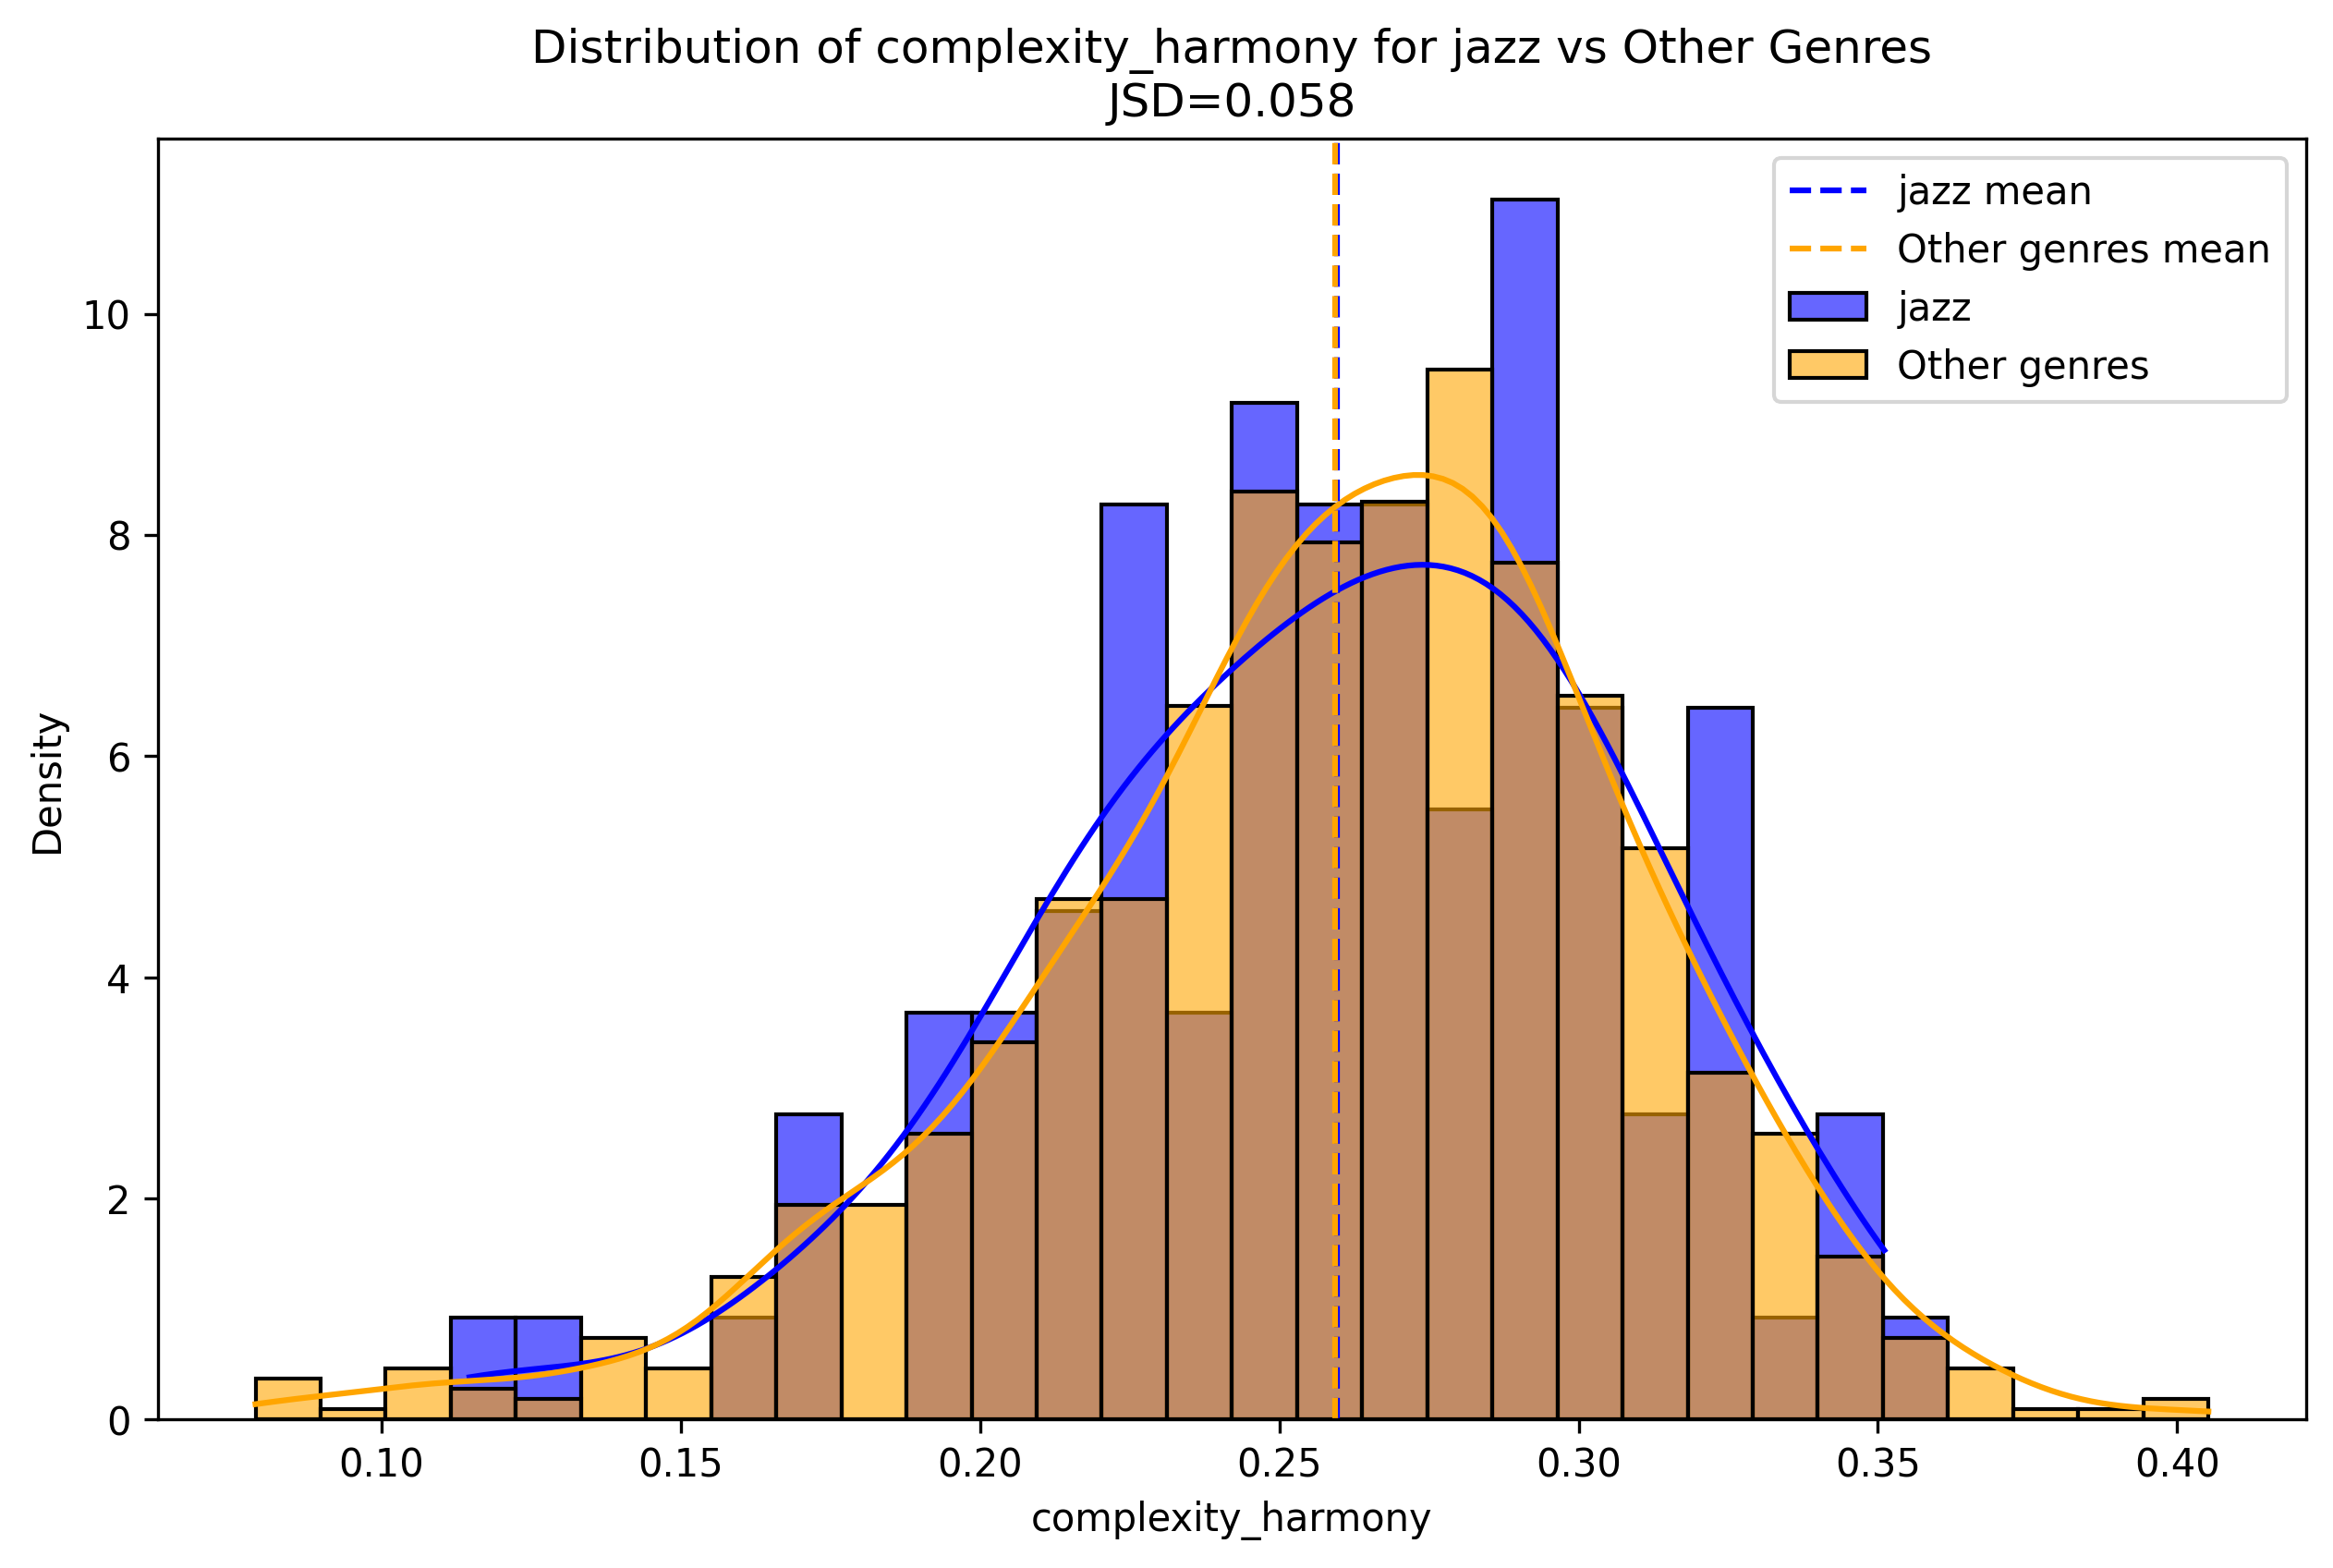 Distribution of complexity_harmony for jazz vs Other Genres
JSD=0.058
jazz mean
Other genres mean
jazz
Other genres
Density
10
8
6
4
2
0
0.10 0.15 0.20 0.25 0.30 0.35 0.40
complexity_harmony